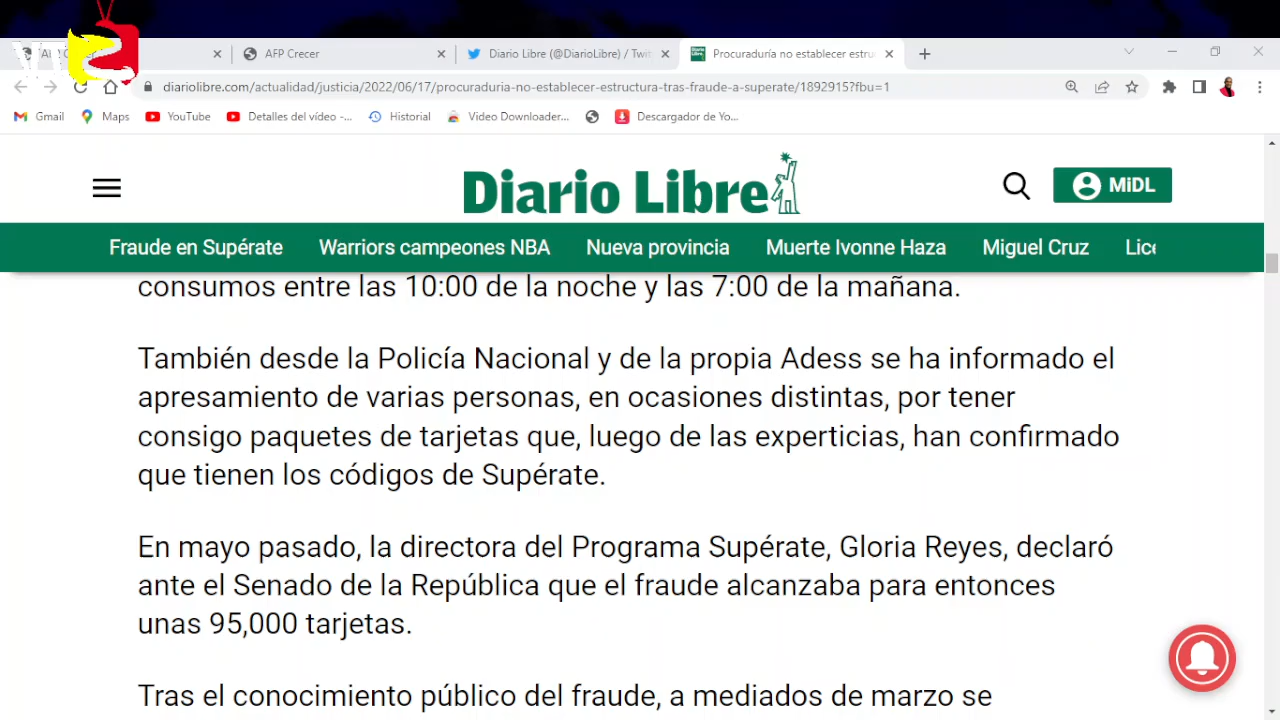 AFP Crecer
Diario Libre (@DiarioLibre) / Twit
Procuraduría no establecer estru
diariolibre.com/actualidad/justicia/2022/06/17/procuradria-no-establecer-estructura-tras-fraude-a-superate/1892915?fbu=1
Gmail
Maps
YouTube
Detalles del vídeo -...
Historial
Video Downloader...
Descargador de Yo...
Diario Libre
MiDL
Fraude en Supérate
Warriors campeones NBA
Nueva provincia
Muerte Ivonne Haza
Miguel Cruz
Lice
consumos entre las 10:00 de la noche y las 7:00 de la mañana.
También desde la Policía Nacional y de la propia Adess se ha informado el
apresamiento de varias personas, en ocasiones distintas, por tener
consigo paquetes de tarjetas que, luego de las experticias, han confirmado
que tienen los códigos de Supérate.
En mayo pasado, la directora del Programa Supérate, Gloria Reyes, declaró
ante el Senado de la República que el fraude alcanzaba para entonces
unas 95,000 tarjetas.
Tras el conocimiento público del fraude, a mediados de marzo se